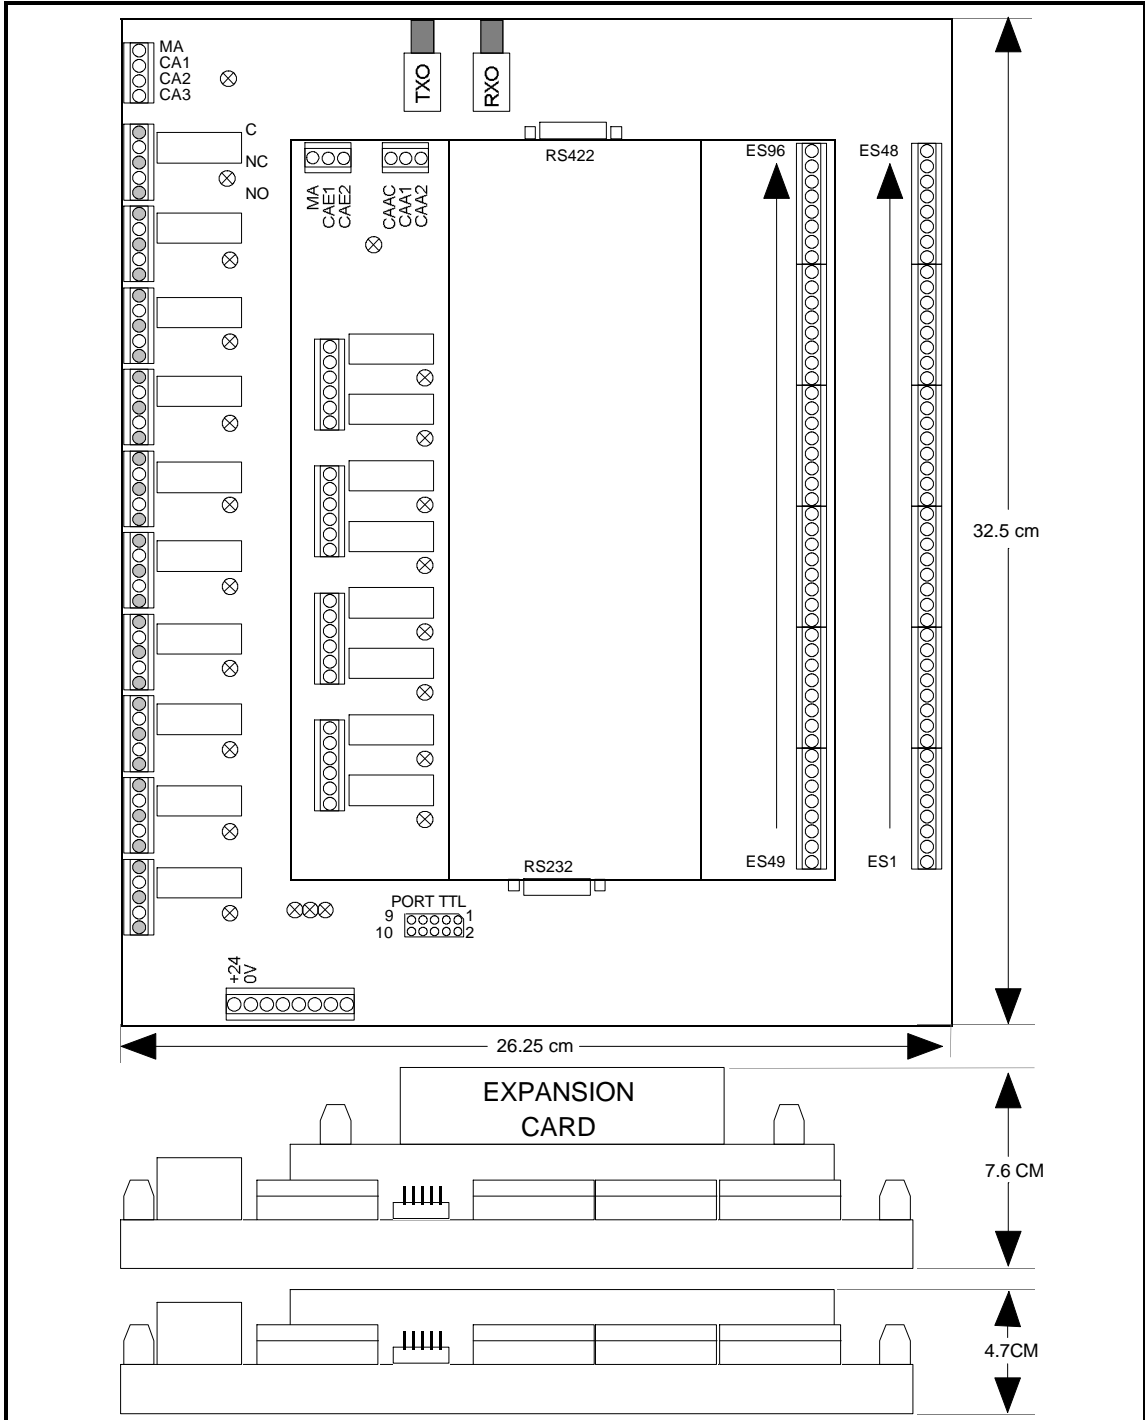 MA
CA1
CA2
CA3
TXO
RXO
C
NC
NO
RS422
MA
CAE1
CAE2
CAAC
CAA1
CAA2
ES96
ES48
32.5 cm
RS232
ES49
ES1
PORT TTL
9 1
10 2
+24
0V
26.25 cm
EXPANSION
CARD
7.6 CM
4.7CM